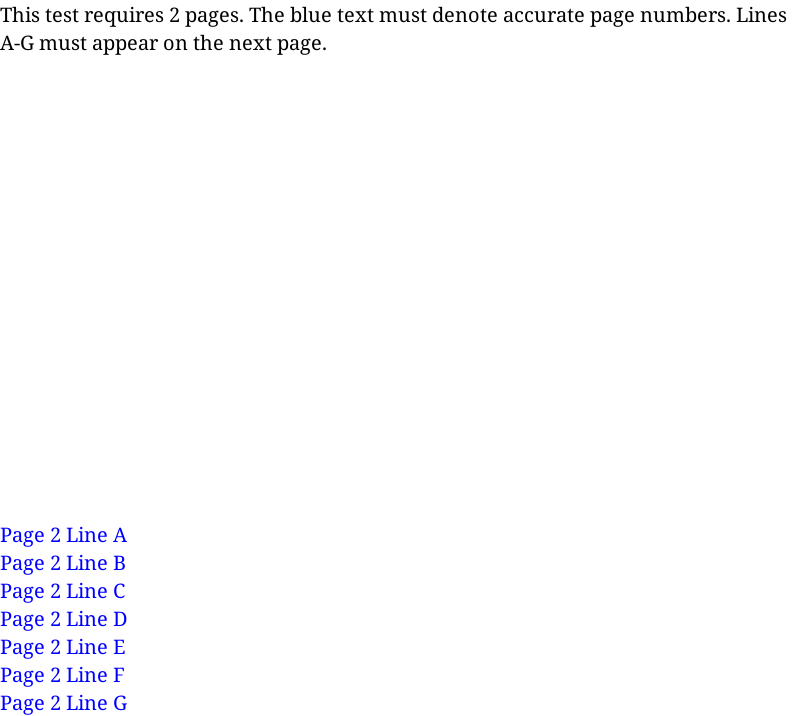 This test requires 2 pages. The blue text must denote accurate page numbers. Lines
A-G must appear on the next page.
Page 2 Line A
Page 2 Line B
Page 2 Line C
Page 2 Line D
Page 2 Line E
Page 2 Line F
Page 2 Line G